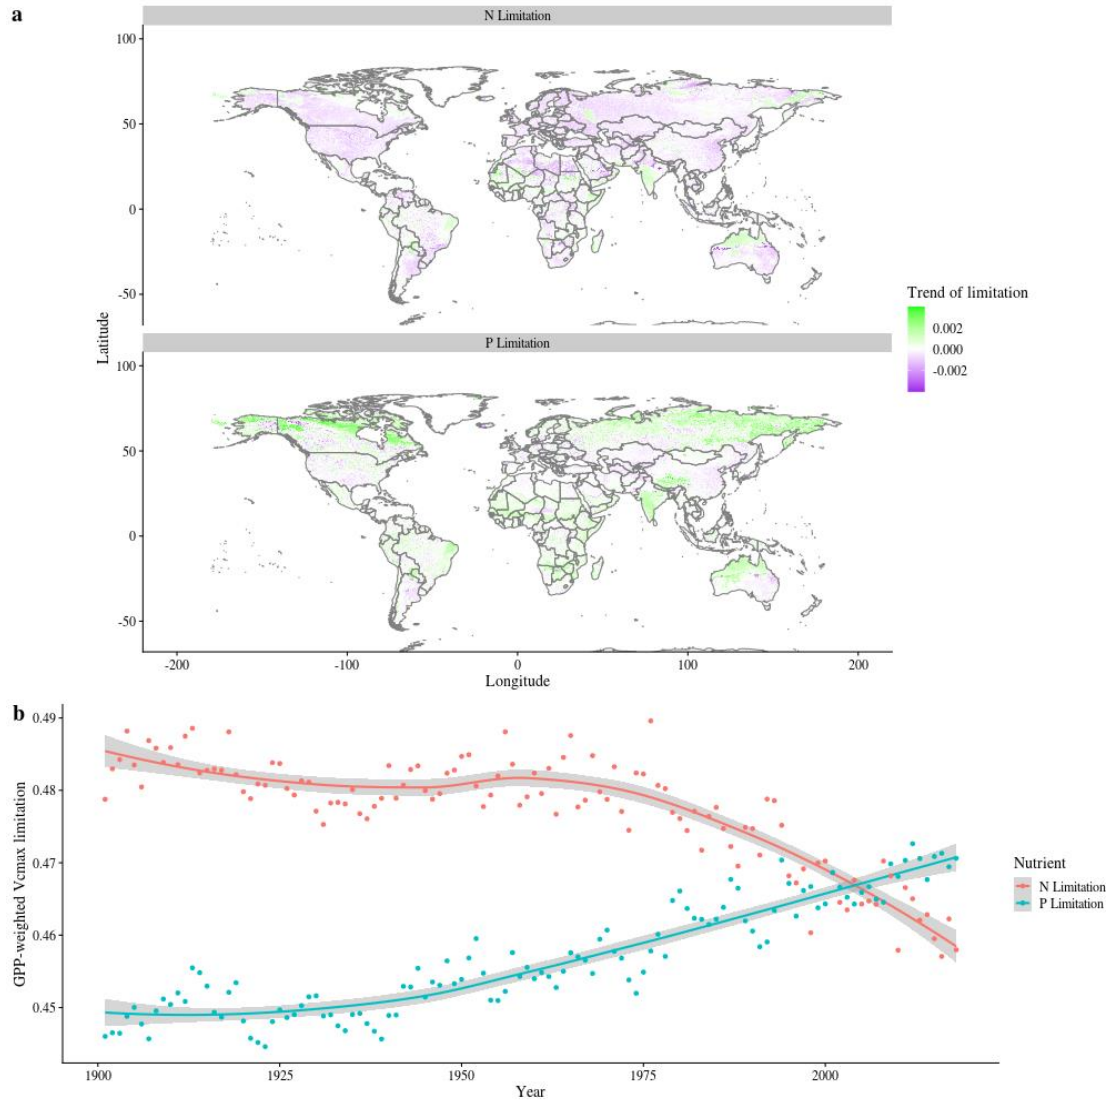 a
N Limitation
100
50
0
-50
Latitude
P Limitation
100
50
0
-50
-200 -100 0 100 200
Longitude
Trend of limitation
0.002
0.000
-0.002
b
0.49
0.48
0.47
0.46
0.45
GPP-weighted Vcmax limitation
1900 1925 1950 1975 2000
Year
Nutrient
N Limitation
P Limitation